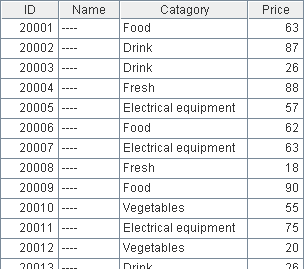 ID Name Catagory Price
20001 ---- Food 63
20002 ---- Drink 87
20003 ---- Drink 26
20004 ---- Fresh 88
20005 ---- Electrical equipment 57
20006 ---- Food 62
20007 ---- Electrical equipment 63
20008 ---- Fresh 18
20009 ---- Food 90
20010 ---- Vegetables 55
20011 ---- Electrical equipment 75
20012 ---- Vegetables 20
20013 ---- Drink 26